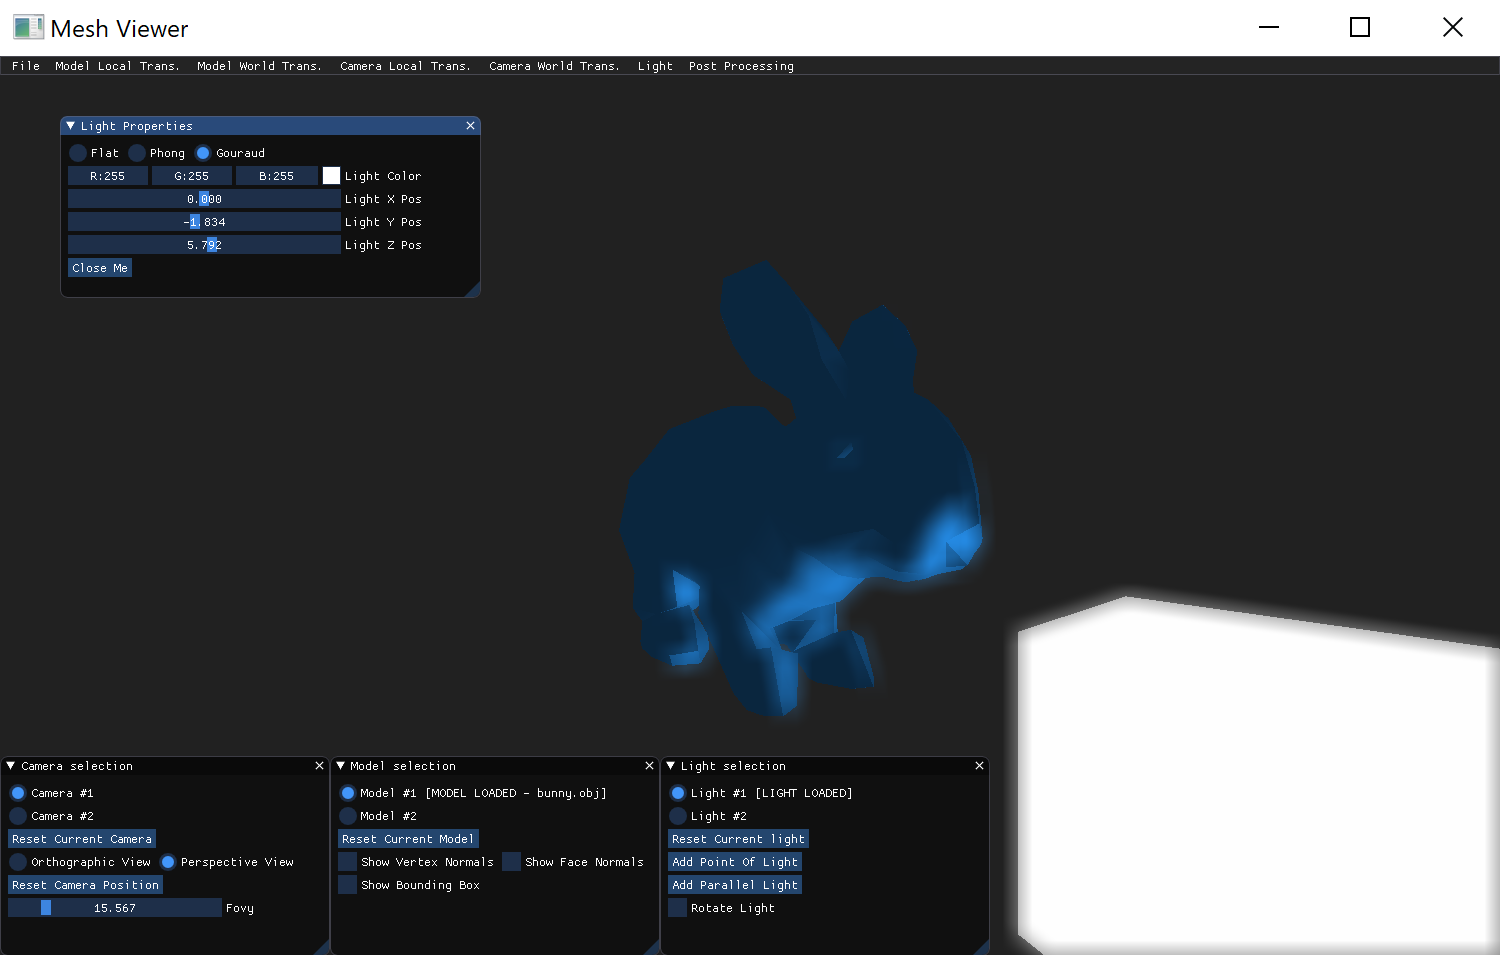 Mesh Viewer
File Model Local Trans. Model World Trans. Camera Local Trans. Camera World Trans. Light Post Processing
Light Properties
Flat Phong Gouraud
R:255 G:255 B:255 Light Color
0.000 Light X Pos
-1.834 Light Y Pos
5.792 Light Z Pos
Close Me
Camera selection
Camera #1
Camera #2
Reset Current Camera
Orthographic View Perspective View
Reset Camera Position
15.567 Fovy
Model selection
Model #1 [MODEL LOADED - bunny.obj]
Model #2
Reset Current Model
Show Vertex Normals Show Face Normals
Show Bounding Box
Light selection
Light #1 [LIGHT LOADED]
Light #2
Reset Current light
Add Point Of Light
Add Parallel Light
Rotate Light